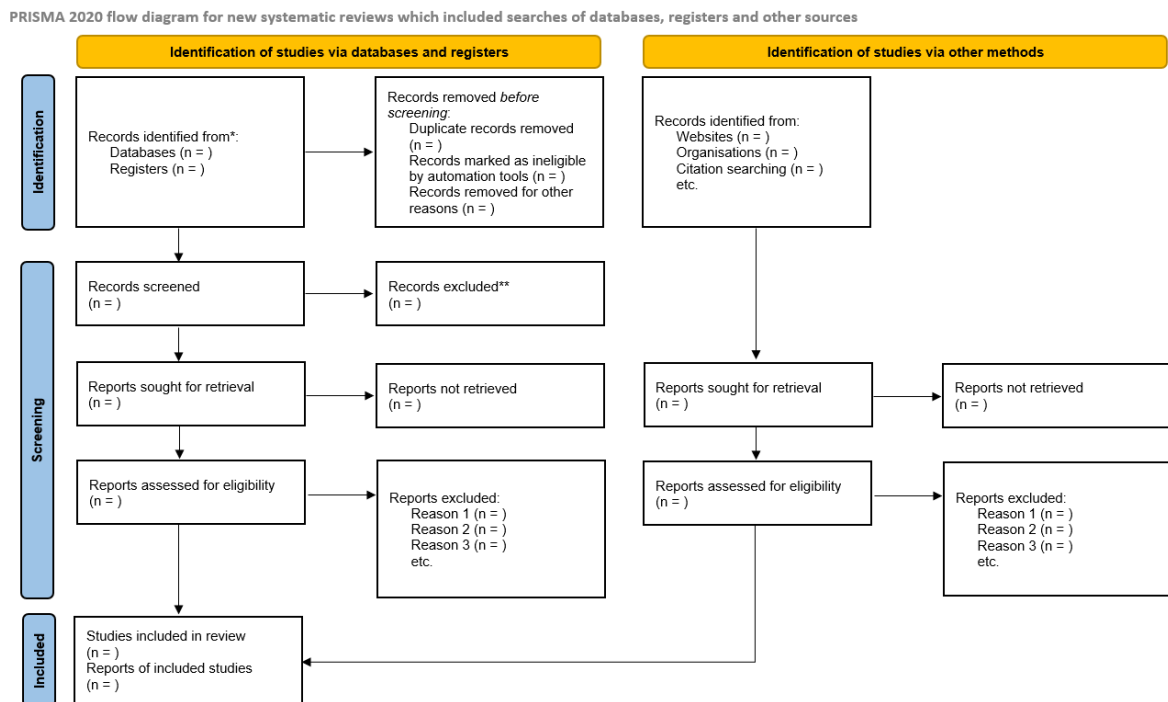 PRISMA 2020 flow diagram for new systematic reviews which included searches of databases, registers and other sources
Identification of studies via databases and registers
Identification of studies via other methods
Identification
Records identified from*:
Databases (n = )
Registers (n = )
Records removed before
screening:
Duplicate records removed
(n = )
Records marked as ineligible
by automation tools (n = )
Records removed for other
reasons (n = )
Records identified from:
Websites (n = )
Organisations (n = )
Citation searching (n = )
etc.
Screening
Records screened
(n = )
Records excluded**
(n = )
Reports sought for retrieval
(n = )
Reports not retrieved
(n = )
Reports sought for retrieval
(n = )
Reports not retrieved
(n = )
Reports assessed for eligibility
(n = )
Reports excluded:
Reason 1 (n = )
Reason 2 (n = )
Reason 3 (n = )
etc.
Reports assessed for eligibility
(n = )
Reports excluded:
Reason 1 (n = )
Reason 2 (n = )
Reason 3 (n = )
etc.
Included
Studies included in review
(n = )
Reports of included studies
(n = )